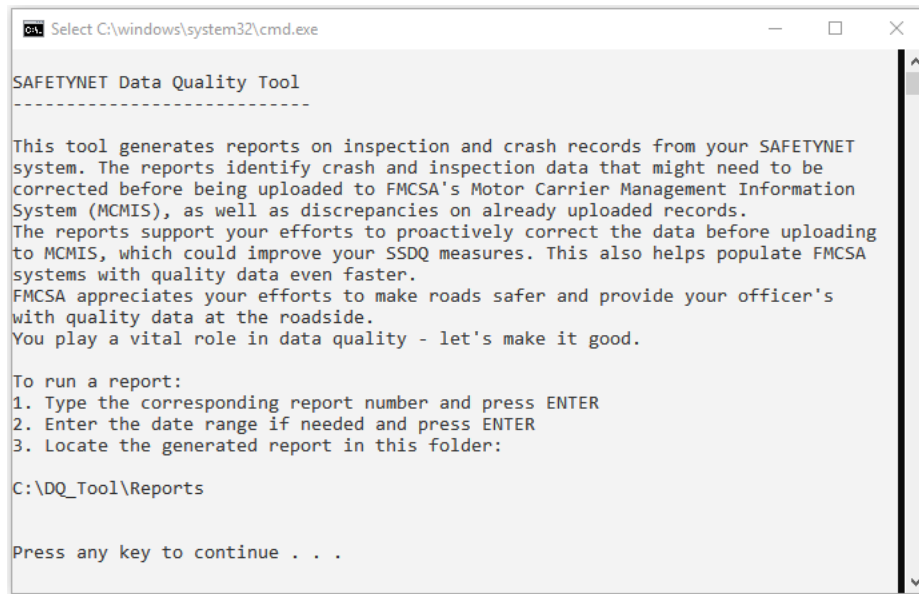 Select C:\windows\system32\cmd.exe
SAFETYNET Data Quality Tool
----------------------------
This tool generates reports on inspection and crash records from your SAFETYNET
system. The reports identify crash and inspection data that might need to be
corrected before being uploaded to FMCSA's Motor Carrier Management Information
System (MCMIS), as well as discrepancies on already uploaded records.
The reports support your efforts to proactively correct the data before uploading
to MCMIS, which could improve your SSDQ measures. This also helps populate FMCSA
systems with quality data even faster.
FMCSA appreciates your efforts to make roads safer and provide your officer's
with quality data at the roadside.
You play a vital role in data quality - let's make it good.
To run a report:
1. Type the corresponding report number and press ENTER
2. Enter the date range if needed and press ENTER
3. Locate the generated report in this folder:
C:\DQ_Tool\Reports
Press any key to continue . . .